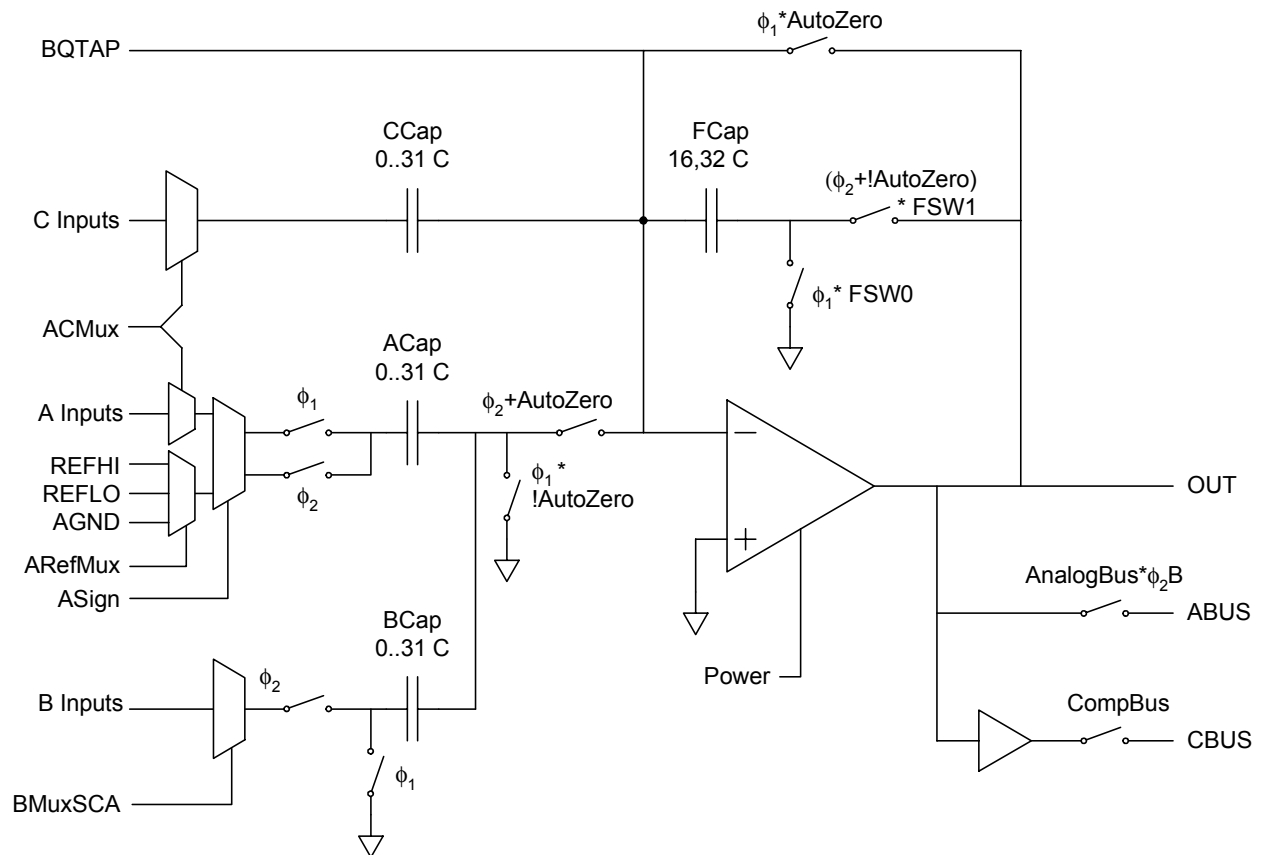 ϕ1*AutoZero
BQTAP
CCap
0..31 C
FCap
16,32 C
(ϕ2+!AutoZero)
* FSW1
C Inputs
ϕ1* FSW0
ACMux
ACap
0..31 C
A Inputs
ϕ1
ϕ2+AutoZero
REFHI
REFLO
AGND
ϕ2
ϕ1 *
!AutoZero
OUT
ARefMux
ASign
AnalogBus*ϕ2B
ABUS
BCap
0..31 C
Power
B Inputs
ϕ2
CompBus
CBUS
ϕ1
BMuxSCA